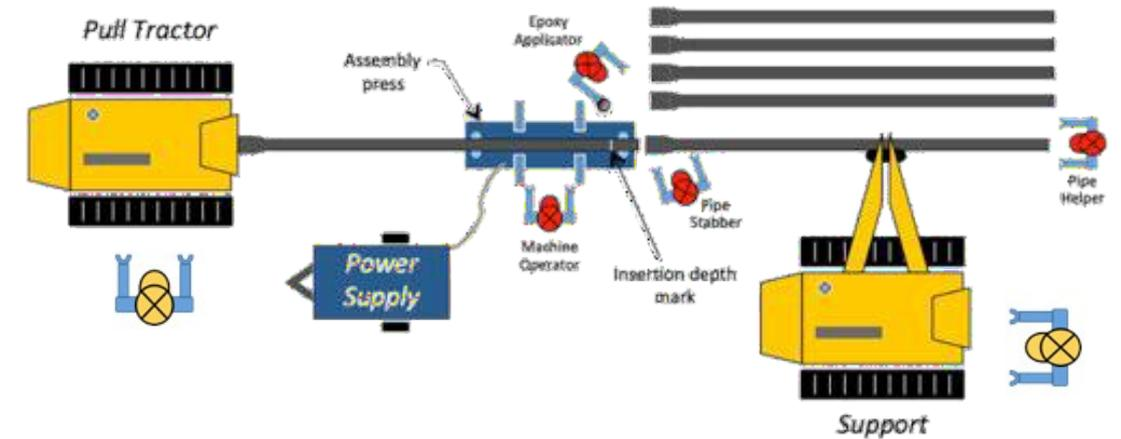 Pull Tractor
Epoxy
Applicator
Assembly
press
Pipe
Helper
Pipe
Stabber
Machine
Operator
Power
Supply
Insertion depth
mark
Support